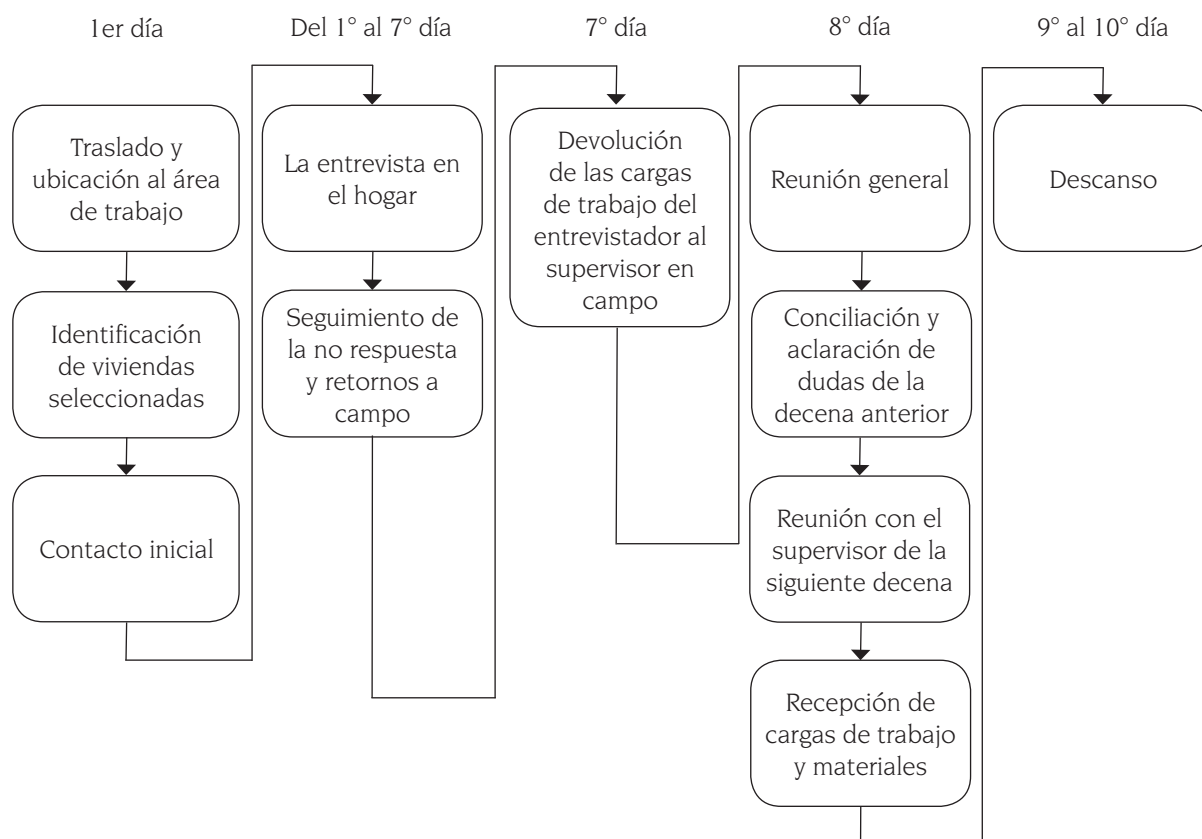 1er día
Del 1° al 7° día
7° día
8° día
9° al 10° día
Traslado y
ubicación al área
de trabajo
Identificación
de viviendas
seleccionadas
Contacto inicial
La entrevista en
el hogar
Seguimiento de
la no respuesta
y retornos a
campo
Devolución
de las cargas
de trabajo del
entrevistador al
supervisor en
campo
Reunión general
Conciliación y
aclaración de
dudas de la
decena anterior
Reunión con el
supervisor de la
siguiente decena
Recepción de
cargas de trabajo
y materiales
Descanso